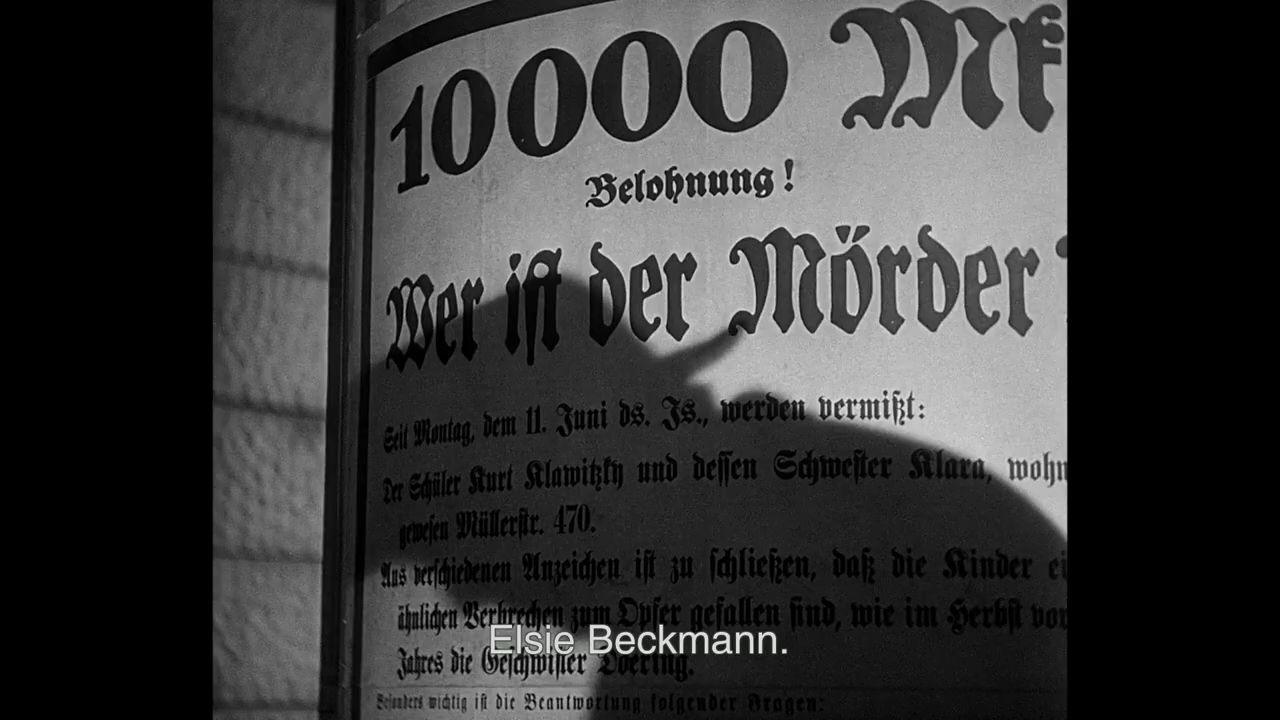 10000 Mk
Belohnung!
Wer ist der Mörder?
Seit Montag, dem 11. Juni ds. Js., werden vermißt:
Der Schüler Kurt Klawitzky und dessen Schwester Klara, wohn
gewesen Müllerstr. 470.
Aus verschiedenen Anzeichen ist zu schließen, daß die Kinder ei
ähnlichen Verbrechen zum Opfer gefallen sind, wie im Herbst vor
Jahres die Geschwister Doering.
Elsie Beckmann.
Besonders wichtig ist die Beantwortung folgender Fragen: